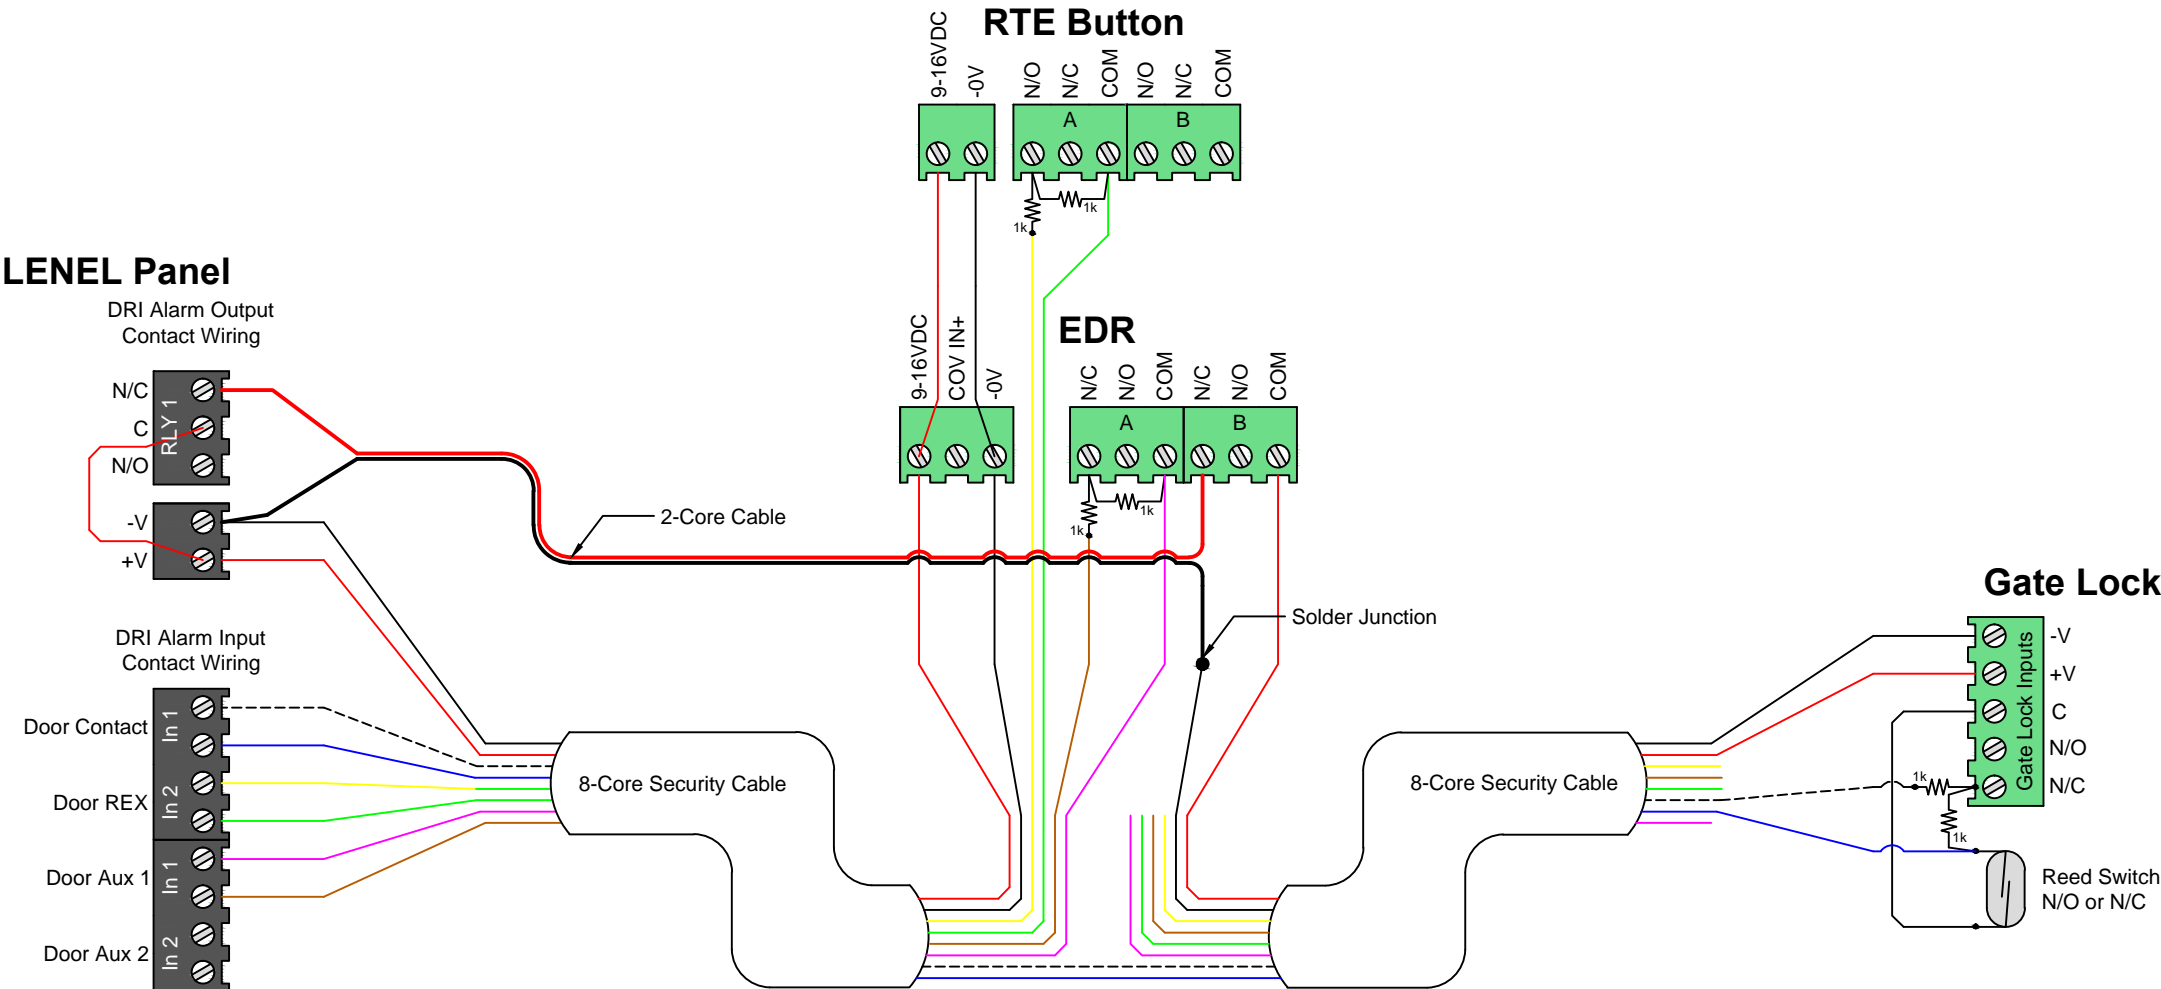 RTE Button
9-16VDC
-0V
N/O
N/C
COM
N/O
N/C
COM
A
B
1k
1k
LENEL Panel
DRI Alarm Output
Contact Wiring
N/C
C
N/O
RLY 1
-V
+V
EDR
9-16VDC
COV IN+
-0V
N/C
N/O
COM
N/C
N/O
COM
A
B
1k
1k
2-Core Cable
Solder Junction
DRI Alarm Input
Contact Wiring
Door Contact
In 1
Door REX
In 2
Door Aux 1
In 1
Door Aux 2
In 2
8-Core Security Cable
8-Core Security Cable
Gate Lock
Gate Lock Inputs
-V
+V
C
N/O
N/C
1k
1k
Reed Switch
N/O or N/C